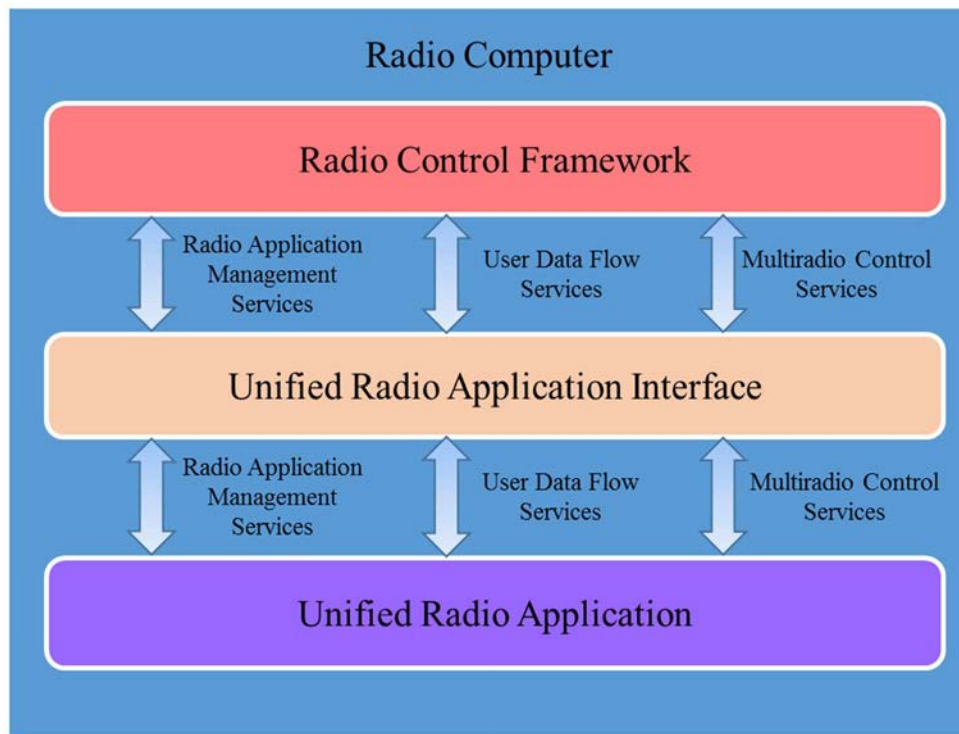 Radio Computer
Radio Control Framework
Radio Application
Management
Services
User Data Flow
Services
Multiradio Control
Services
Unified Radio Application Interface
Radio Application
Management
Services
User Data Flow
Services
Multiradio Control
Services
Unified Radio Application